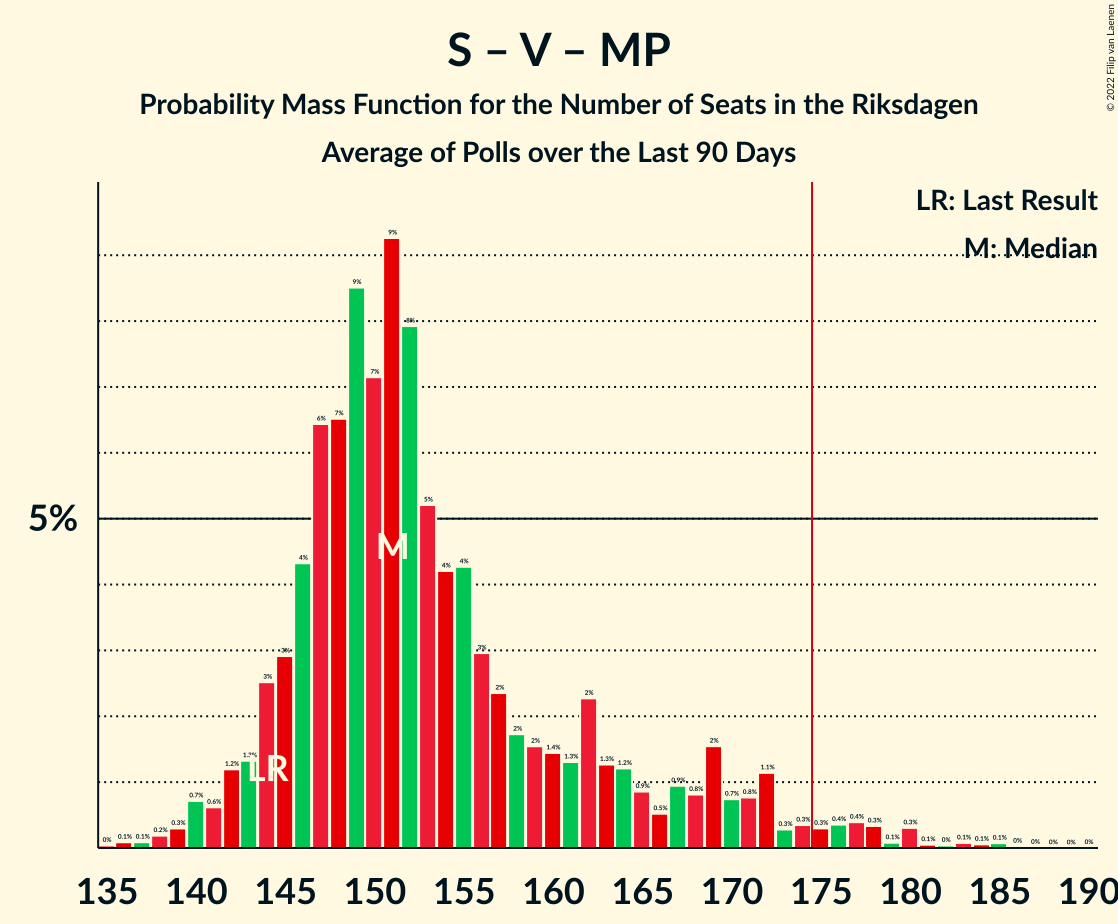 S – V – MP
Probability Mass Function for the Number of Seats in the Riksdagen
Average of Polls over the Last 90 Days
© 2022 Filip van Laenen
LR: Last Result
M: Median
5%
0% 0.1% 0.1% 0.2% 0.3% 0.7% 0.6% 1.2% 1.3% 3% 3% 4% 6% 7% 9% 7% 9% 8% 5% 4% 4% 3% 2% 2% 2% 1.4% 1.3% 2% 1.3% 1.2% 0.9% 0.5% 0.9% 0.8% 2% 0.7% 0.8% 1.1% 0.3% 0.3% 0.3% 0.4% 0.4% 0.3% 0.1% 0.3% 0.1% 0% 0.1% 0.1% 0.1% 0% 0% 0% 0% 0%
M
LR
135 140 145 150 155 160 165 170 175 180 185 190